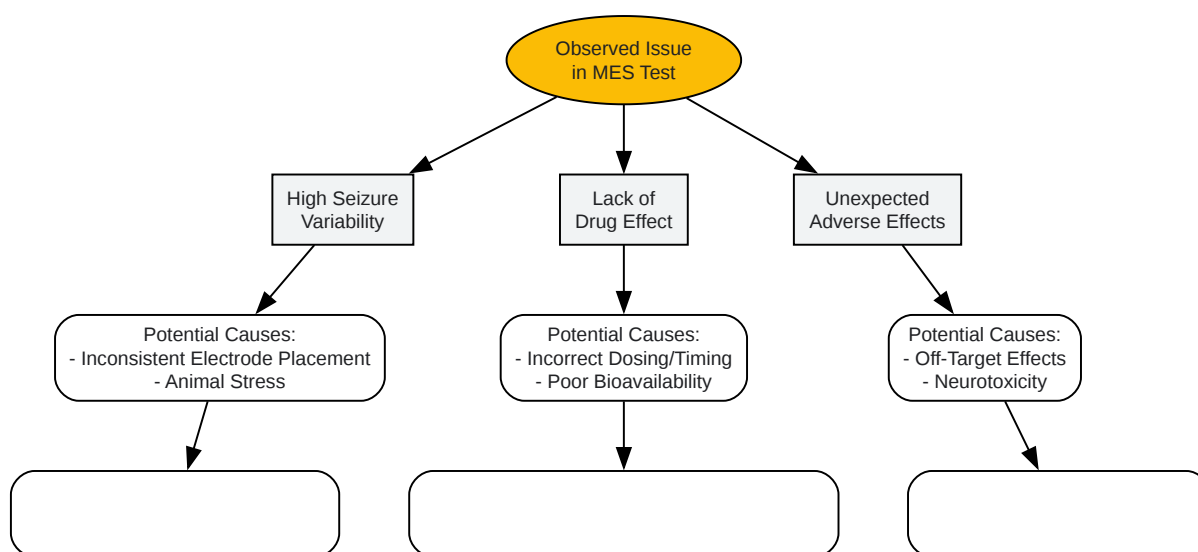 Observed Issue
in MES Test
High Seizure
Variability
Lack of
Drug Effect
Unexpected
Adverse Effects
Potential Causes:
- Inconsistent Electrode Placement
- Animal Stress
Potential Causes:
- Incorrect Dosing/Timing
- Poor Bioavailability
Potential Causes:
- Off-Target Effects
- Neurotoxicity